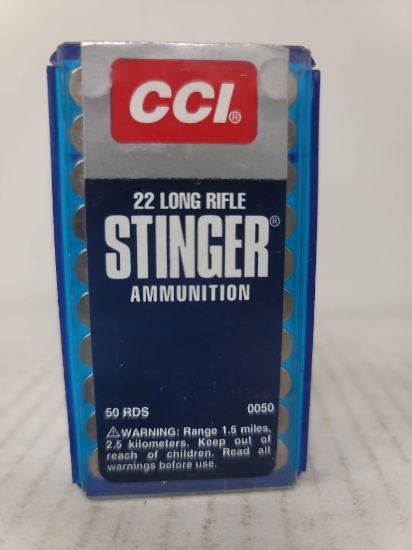 CCI®
22 LONG RIFLE
STINGER®
AMMUNITION
50 RDS 0050
⚠WARNING: Range 1.5 miles,
2.5 kilometers. Keep out of
reach of children. Read all
warnings before use.